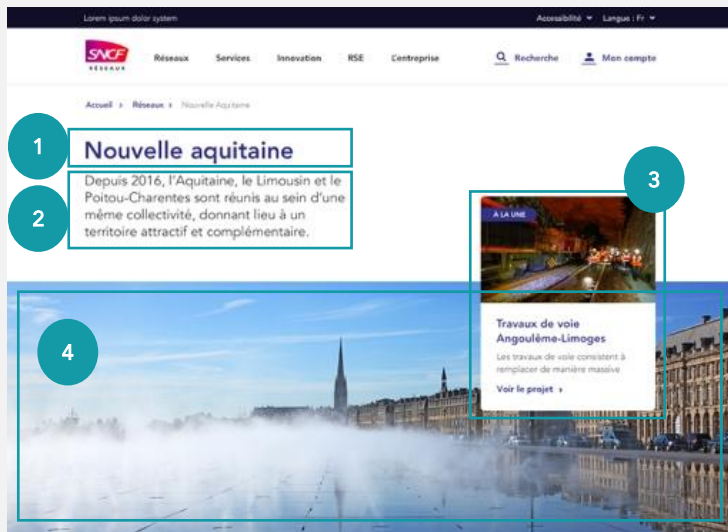 Lorem ipsum dolor system
Accessibilité Langue : Fr
SNCF
RÉSEAUX
Réseaux Services Innovation RSE L'entreprise Recherche Mon compte
Accueil > Réseaux > Nouvelle Aquitaine
1
Nouvelle aquitaine
2
Depuis 2016, l'Aquitaine, le Limousin et le
Poitou-Charentes sont réunis au sein d'une
même collectivité, donnant lieu à un
territoire attractif et complémentaire.
3
À LA UNE
Travaux de voie
Angoulême-Limoges
Les travaux de voie consistent à
remplacer de manière massive
Voir le projet >
4